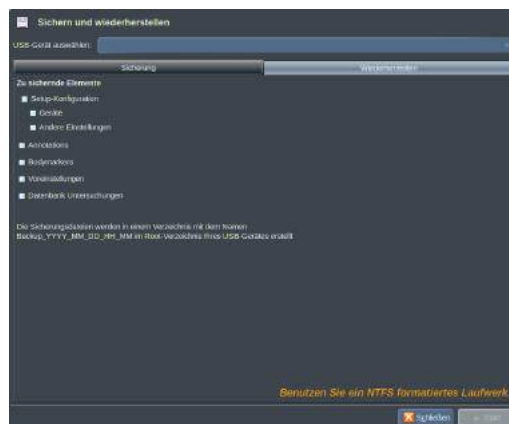 Sichern und wiederherstellen
USB-Gerät auswählen:
Sicherung
Wiederherstellen
Zu sichernde Elemente
Setup-Konfiguration
Geräte
Andere Einstellungen
Annotations
Bodymarkers
Voreinstellungen
Datenbank Untersuchungen
Die Sicherungsdateien werden in einem Verzeichnis mit dem Namen
Backup_YYYY_MM_DD_HH_MM im Root-Verzeichnis Ihres USB-Gerätes erstellt
Benutzen Sie ein NTFS formatiertes Laufwerk
Schließen